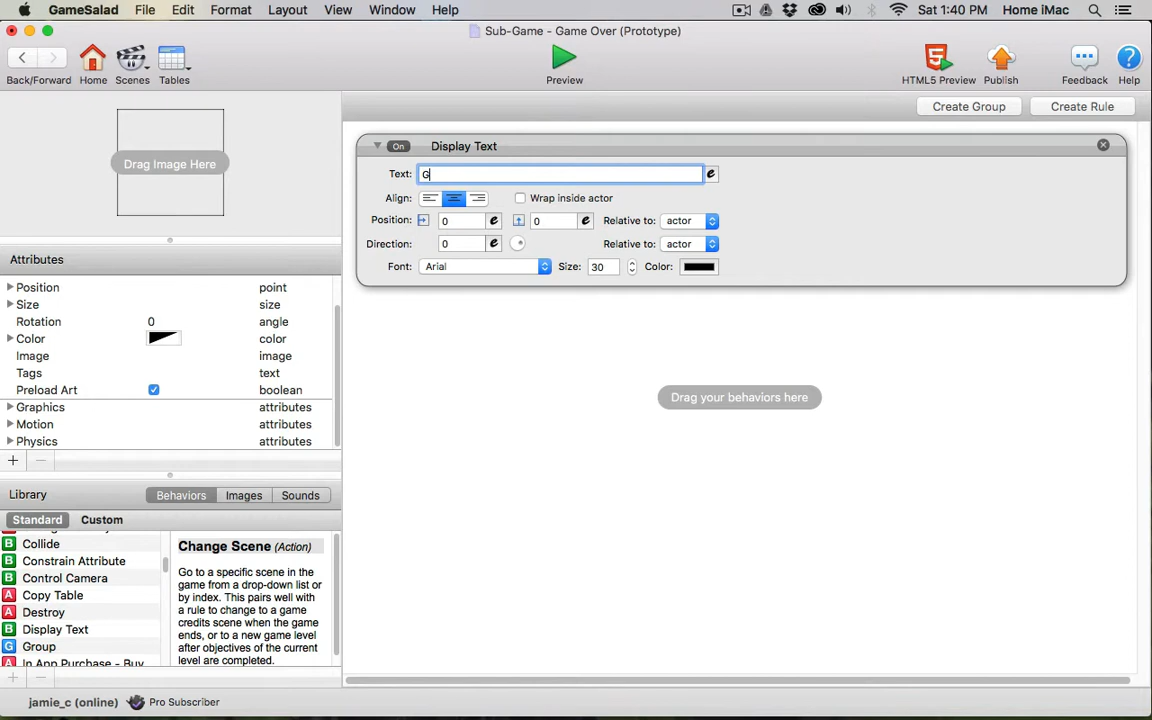 GameSalad File Edit Format Layout View Window Help Sat 1:40 PM Home iMac
Sub-Game - Game Over (Prototype)
Back/Forward Home Scenes Tables Preview HTML5 Preview Publish Feedback Help
Create Group Create Rule
Drag Image Here
On Display Text
Text: G
Align: Wrap inside actor
Position: 0 0 Relative to: actor
Direction: 0 Relative to: actor
Font: Arial Size: 30 Color:
Attributes
Position point
Size size
Rotation 0 angle
Color color
Image image
Tags text
Preload Art boolean
Graphics attributes
Motion attributes
Physics attributes
Drag your behaviors here
Library Behaviors Images Sounds
Standard Custom
B Collide
B Constrain Attribute
B Control Camera
A Copy Table
A Destroy
B Display Text
G Group
A In App Purchase - Buy
Change Scene (Action)
Go to a specific scene in the
game from a drop-down list or
by index. This pairs well with
a rule to change to a game
credits scene when the game
ends, or to a new game level
after objectives of the current
level are completed.
jamie_c (online) Pro Subscriber